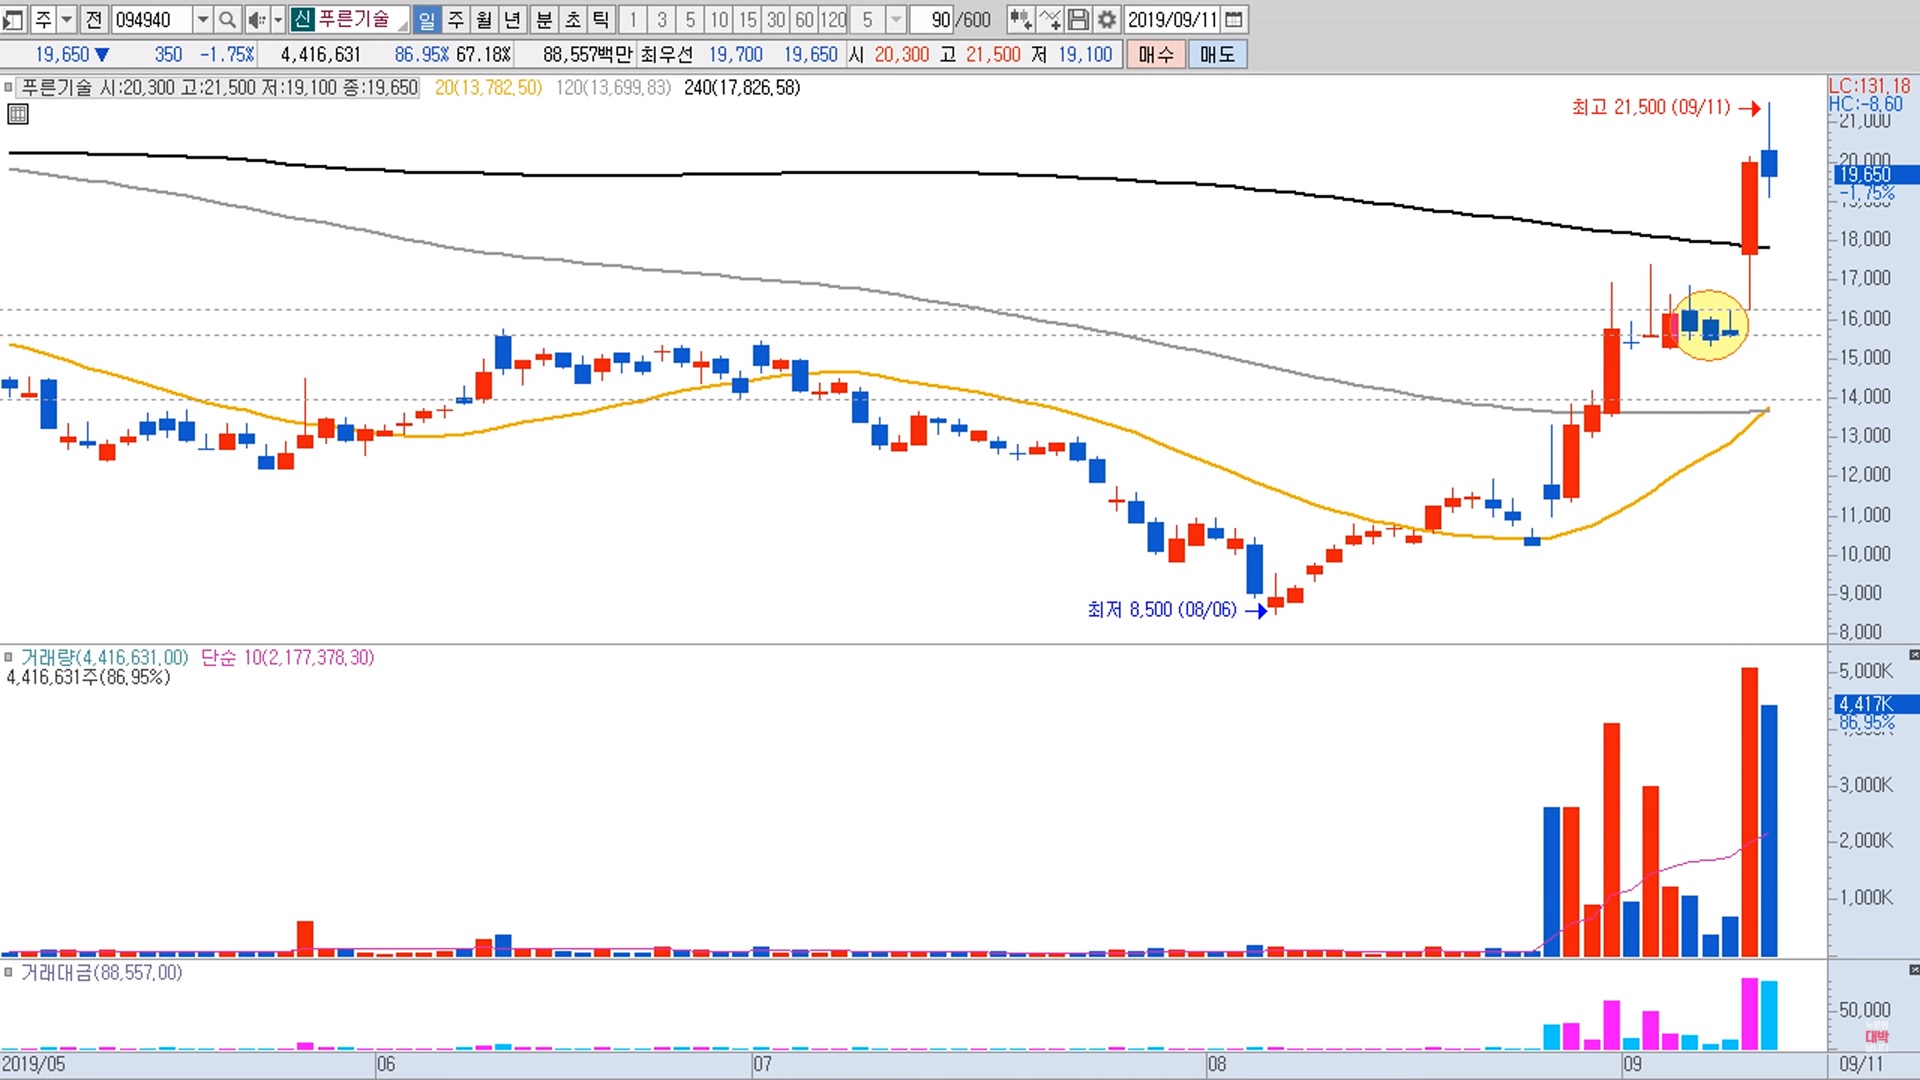 주 전 094940 신 푸른기술 일 주 월 년 분 초 틱 1 3 5 10 15 30 60 120 5 90 /600 2019/09/11
19,650 ▼ 350 -1.75% 4,416,631 86.95% 67.18% 88,557백만 최우선 19,700 19,650 시 20,300 고 21,500 저 19,100 매수 매도
푸른기술 시:20,300 고:21,500 저:19,100 종:19,650 20(13,782.50) 120(13,699.83) 240(17,826.58)
LC:131.18
HC:-8.60
최고 21,500 (09/11)
21,000
20,000
19,650
-1.75%
18,000
17,000
16,000
15,000
14,000
13,000
12,000
11,000
10,000
9,000
최저 8,500 (08/06)
8,000
거래량(4,416,631.00) 단순 10(2,177,378.30)
4,416,631주(86.95%)
5,000K
4,417K
86.95%
3,000K
2,000K
1,000K
거래대금(88,557.00)
50,000
대박
2019/05 06 07 08 09 09/11